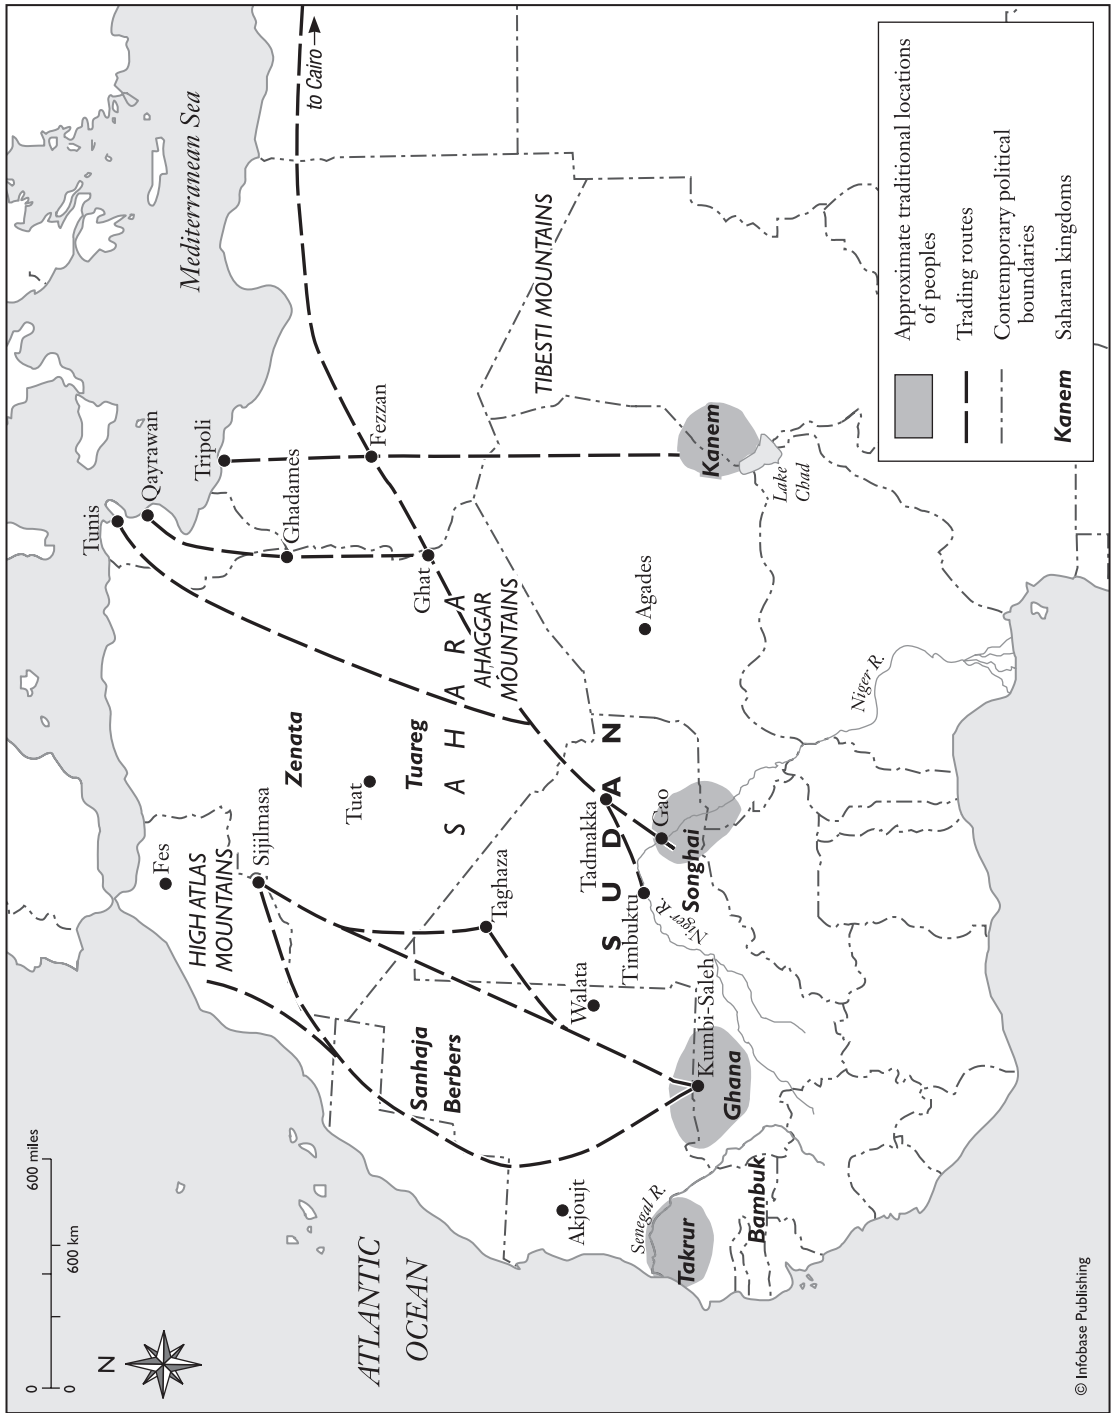 0
600 miles
0
600 km
N
ATLANTIC
OCEAN
Mediterranean Sea
to Cairo
Tunis
Qayrawan
Tripoli
Ghadames
Fezzan
Ghat
Fes
HIGH ATLAS
MOUNTAINS
Sijilmasa
Zenata
Tuat
Tuareg
SAHARA
AHAGGAR
MOUNTAINS
TIBESTI MOUNTAINS
Sanhaja
Berbers
Taghaza
Walata
Akjoujt
Tadmakka
SUDAN
Timbuktu
Niger R.
Gao
Songhai
Agades
Kanem
Lake
Chad
Kumbi-Saleh
Ghana
Senegal R.
Takrur
Bambuk
Niger R.
Approximate traditional locations
of peoples
Trading routes
Contemporary political
boundaries
Kanem
Saharan kingdoms
© Infobase Publishing